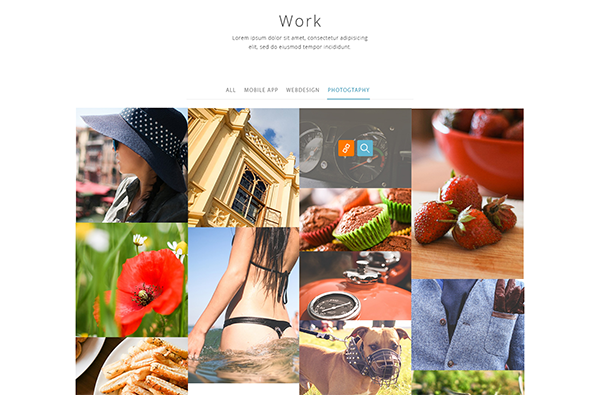 Work
Lorem ipsum dolor sit amet, consectetur adipisicing
elit, sed do eiusmod tempor incididunt
ALL MOBILE APP WEBDESIGN PHOTOGTAPHY